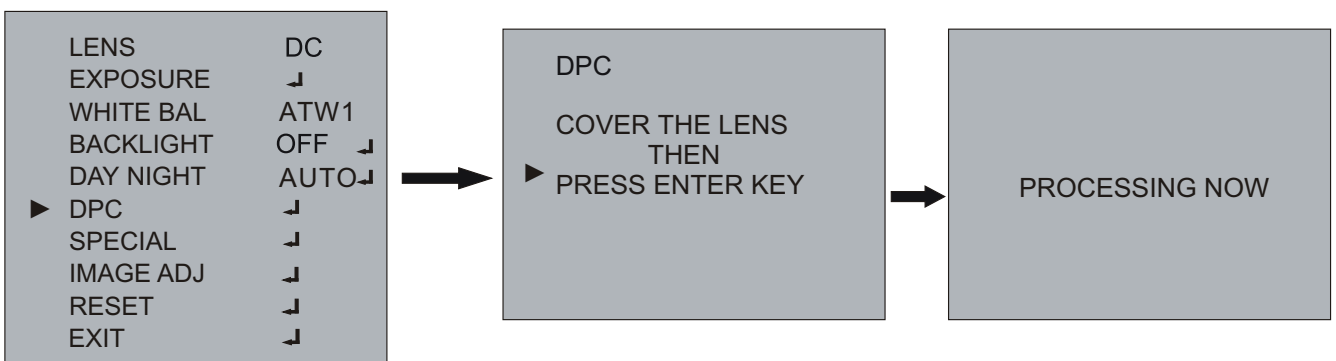 LENS DC
EXPOSURE ↲
WHITE BAL ATW1
BACKLIGHT OFF ↲
DAY NIGHT AUTO↲
► DPC ↲
SPECIAL ↲
IMAGE ADJ ↲
RESET ↲
EXIT ↲
DPC
COVER THE LENS
THEN
► PRESS ENTER KEY
PROCESSING NOW